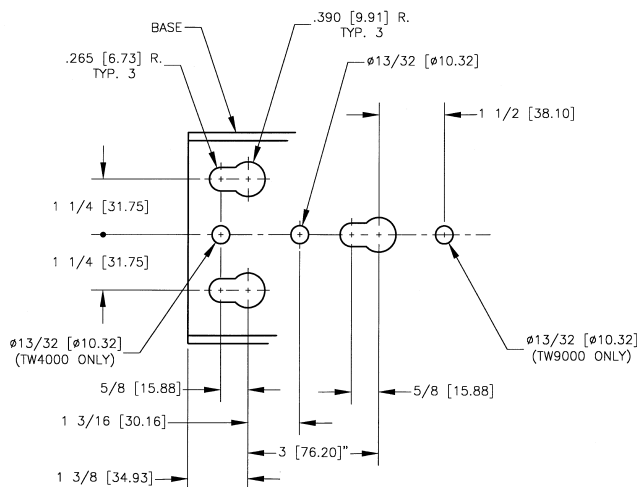 .390 [9.91] R.
TYP. 3
BASE
.265 [6.73] R.
TYP. 3
ø13/32 [ø10.32]
1 1/2 [38.10]
1 1/4 [31.75]
1 1/4 [31.75]
ø13/32 [ø10.32]
(TW4000 ONLY)
ø13/32 [ø10.32]
(TW9000 ONLY)
5/8 [15.88]
5/8 [15.88]
1 3/16 [30.16]
3 [76.20]"
1 3/8 [34.93]